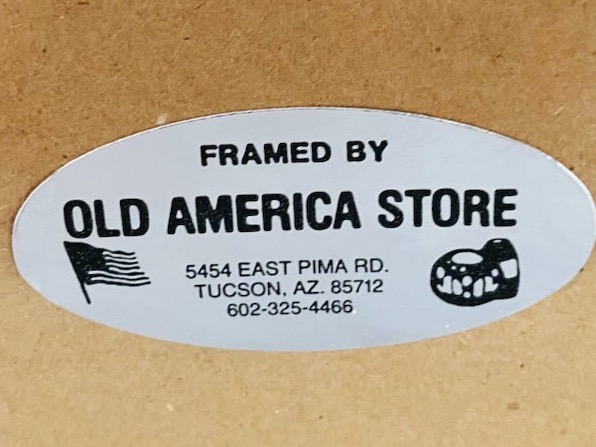 FRAMED BY
OLD AMERICA STORE
5454 EAST PIMA RD.
TUCSON, AZ. 85712
602-325-4466